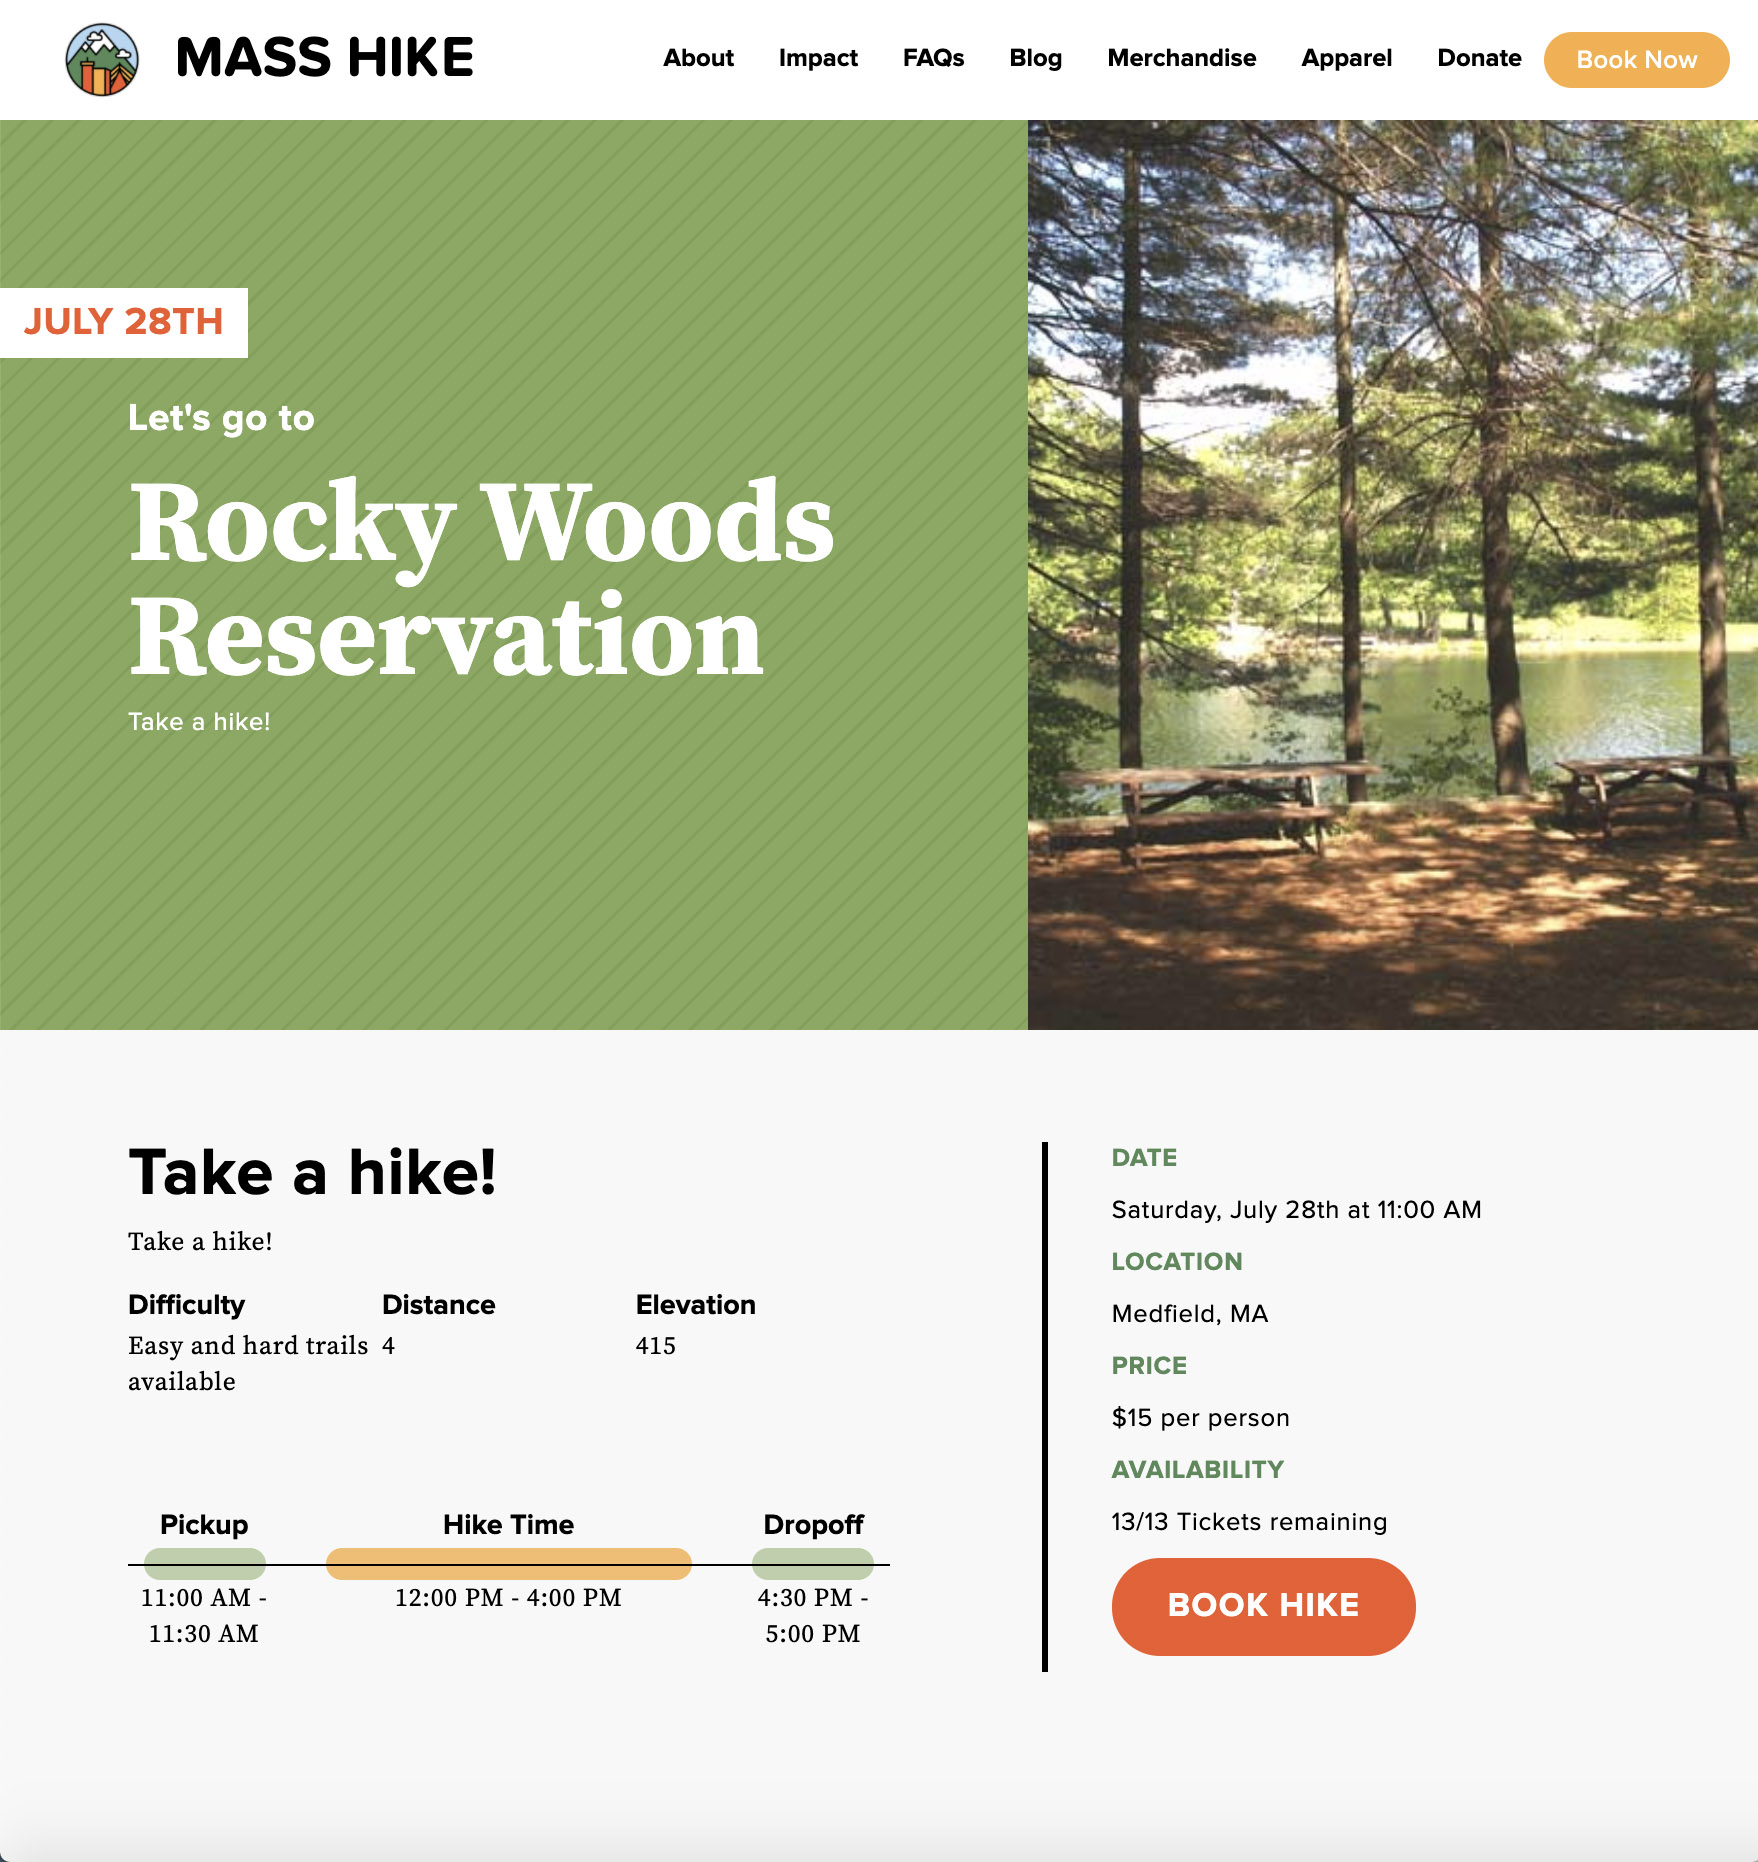 MASS HIKE
About Impact FAQs Blog Merchandise Apparel Donate Book Now
JULY 28TH
Let's go to
Rocky Woods
Reservation
Take a hike!
Take a hike!
Take a hike!
Difficulty Distance Elevation
Easy and hard trails 4 415
available
Pickup Hike Time Dropoff
11:00 AM - 12:00 PM - 4:00 PM 4:30 PM -
11:30 AM 5:00 PM
DATE
Saturday, July 28th at 11:00 AM
LOCATION
Medfield, MA
PRICE
$15 per person
AVAILABILITY
13/13 Tickets remaining
BOOK HIKE